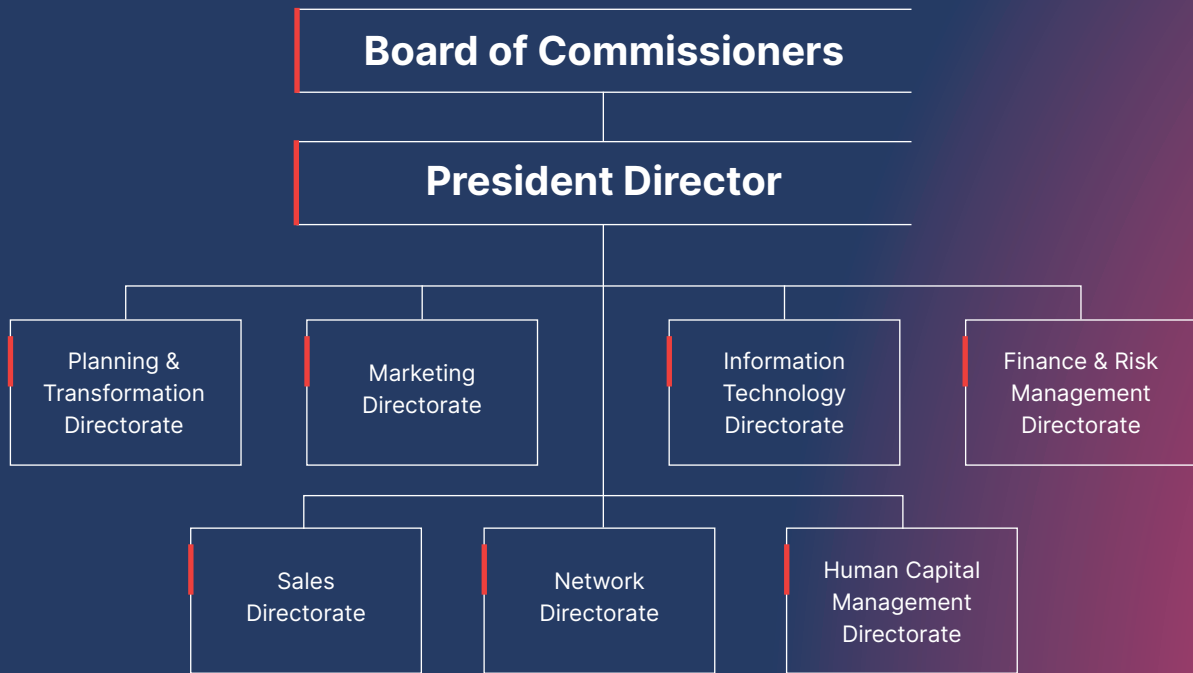 Board of Commissioners
President Director
Planning &
Transformation
Directorate
Marketing
Directorate
Information
Technology
Directorate
Finance & Risk
Management
Directorate
Sales
Directorate
Network
Directorate
Human Capital
Management
Directorate